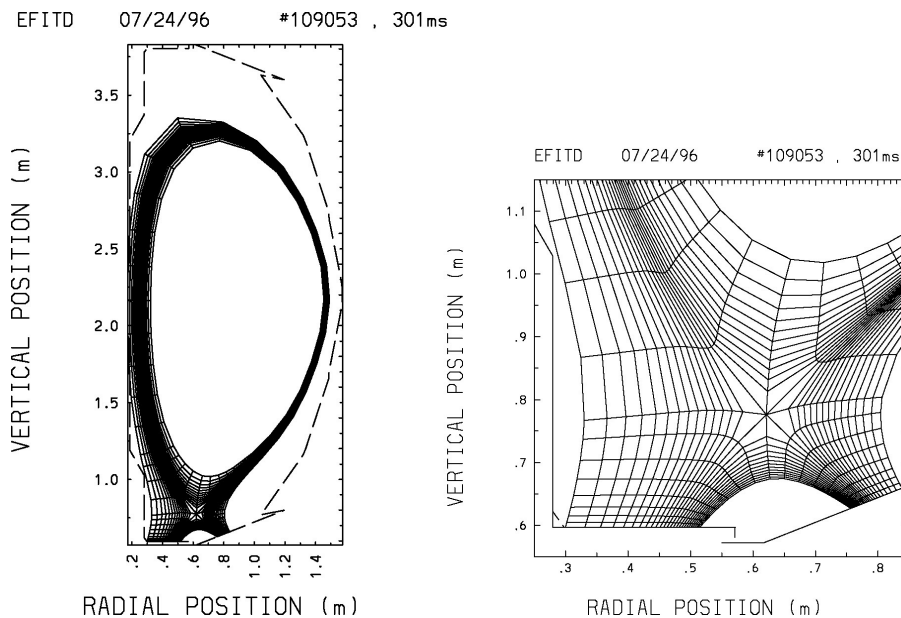 EFITD 07/24/96 #109053 , 301ms
3.5
3.0
2.5
2.0
1.5
1.0
VERTICAL POSITION (m)
.2 .4 .6 .8 1.0 1.2 1.4
RADIAL POSITION (m)
EFITD 07/24/96 #109053 , 301ms
1.1
1.0
.9
.8
.7
.6
VERTICAL POSITION (m)
.3 .4 .5 .6 .7 .8
RADIAL POSITION (m)